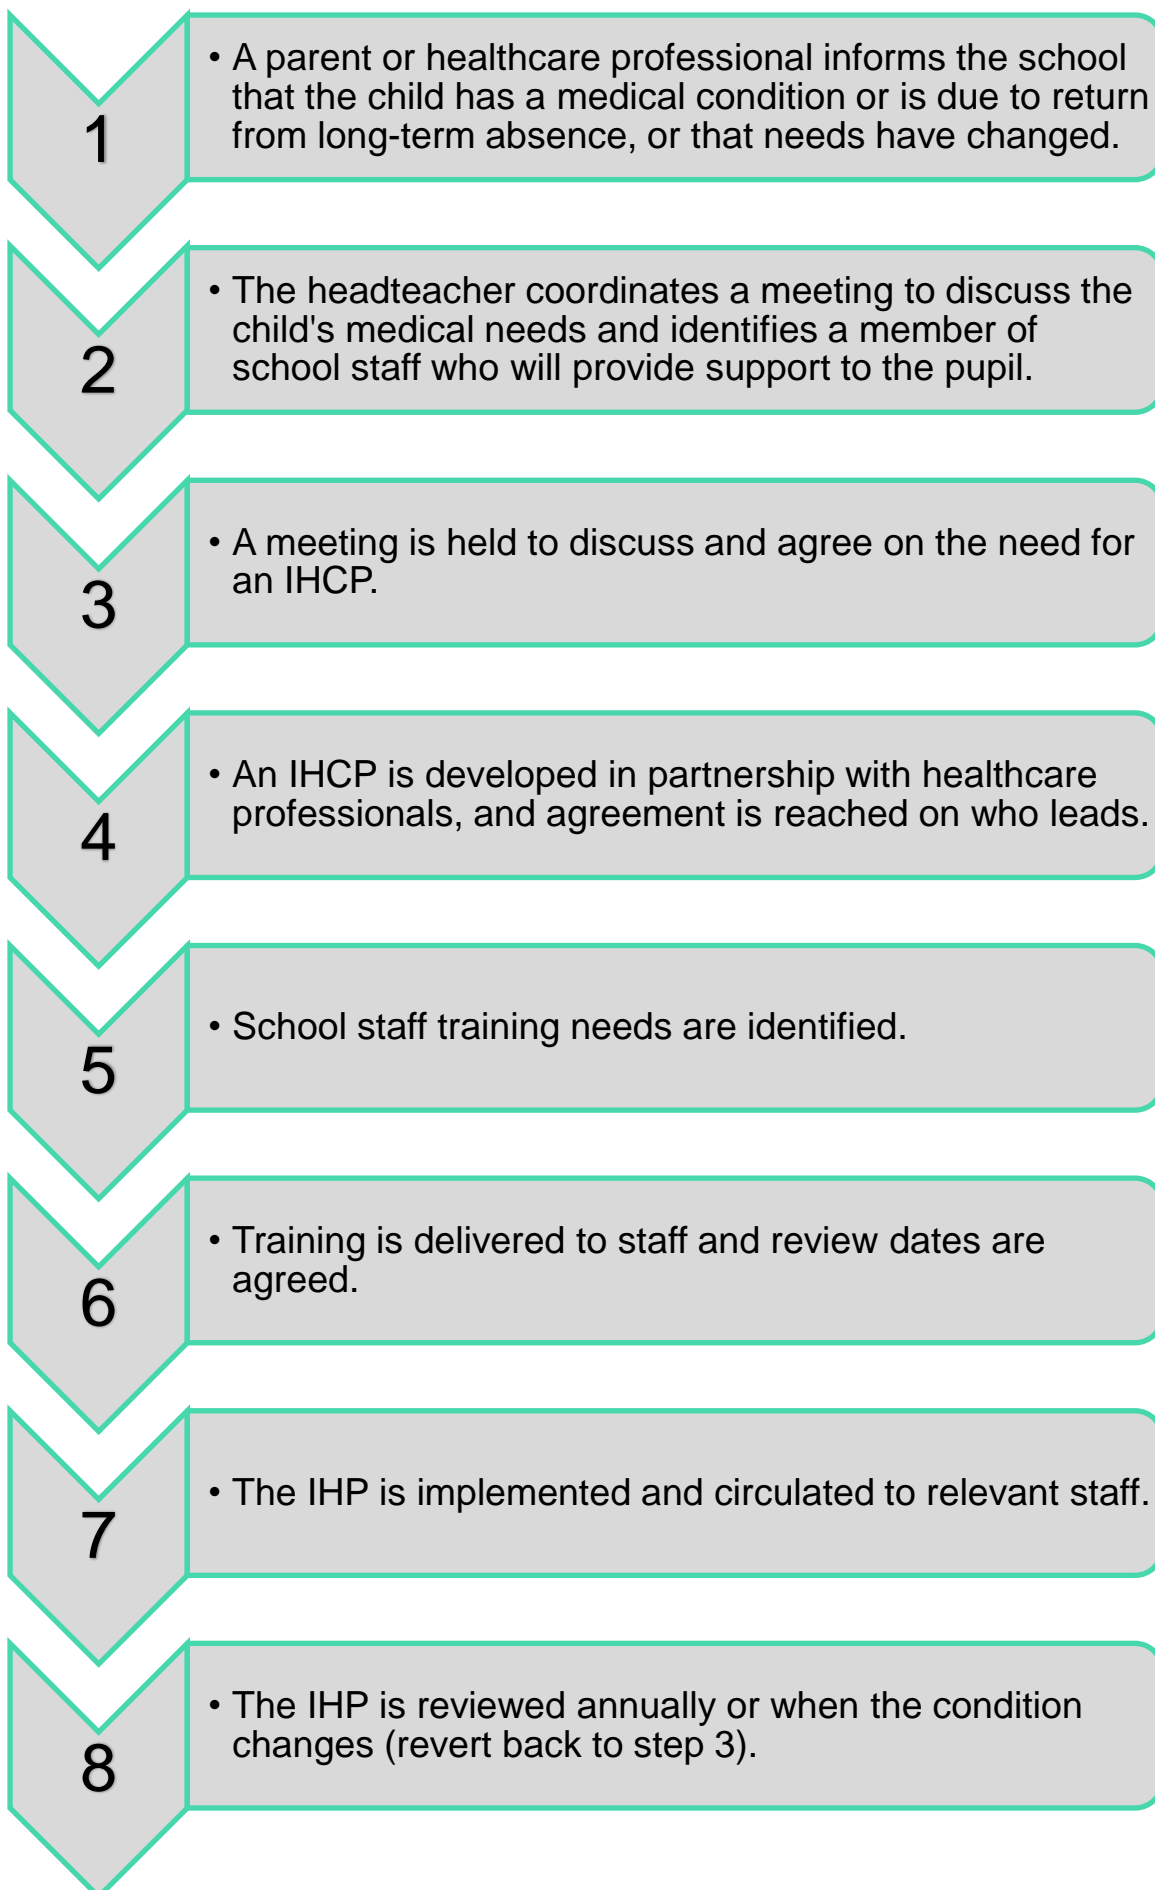 1
• A parent or healthcare professional informs the school
that the child has a medical condition or is due to return
from long-term absence, or that needs have changed.
2
• The headteacher coordinates a meeting to discuss the
child's medical needs and identifies a member of
school staff who will provide support to the pupil.
3
• A meeting is held to discuss and agree on the need for
an IHCP.
4
• An IHCP is developed in partnership with healthcare
professionals, and agreement is reached on who leads.
5
• School staff training needs are identified.
6
• Training is delivered to staff and review dates are
agreed.
7
• The IHP is implemented and circulated to relevant staff.
8
• The IHP is reviewed annually or when the condition
changes (revert back to step 3).